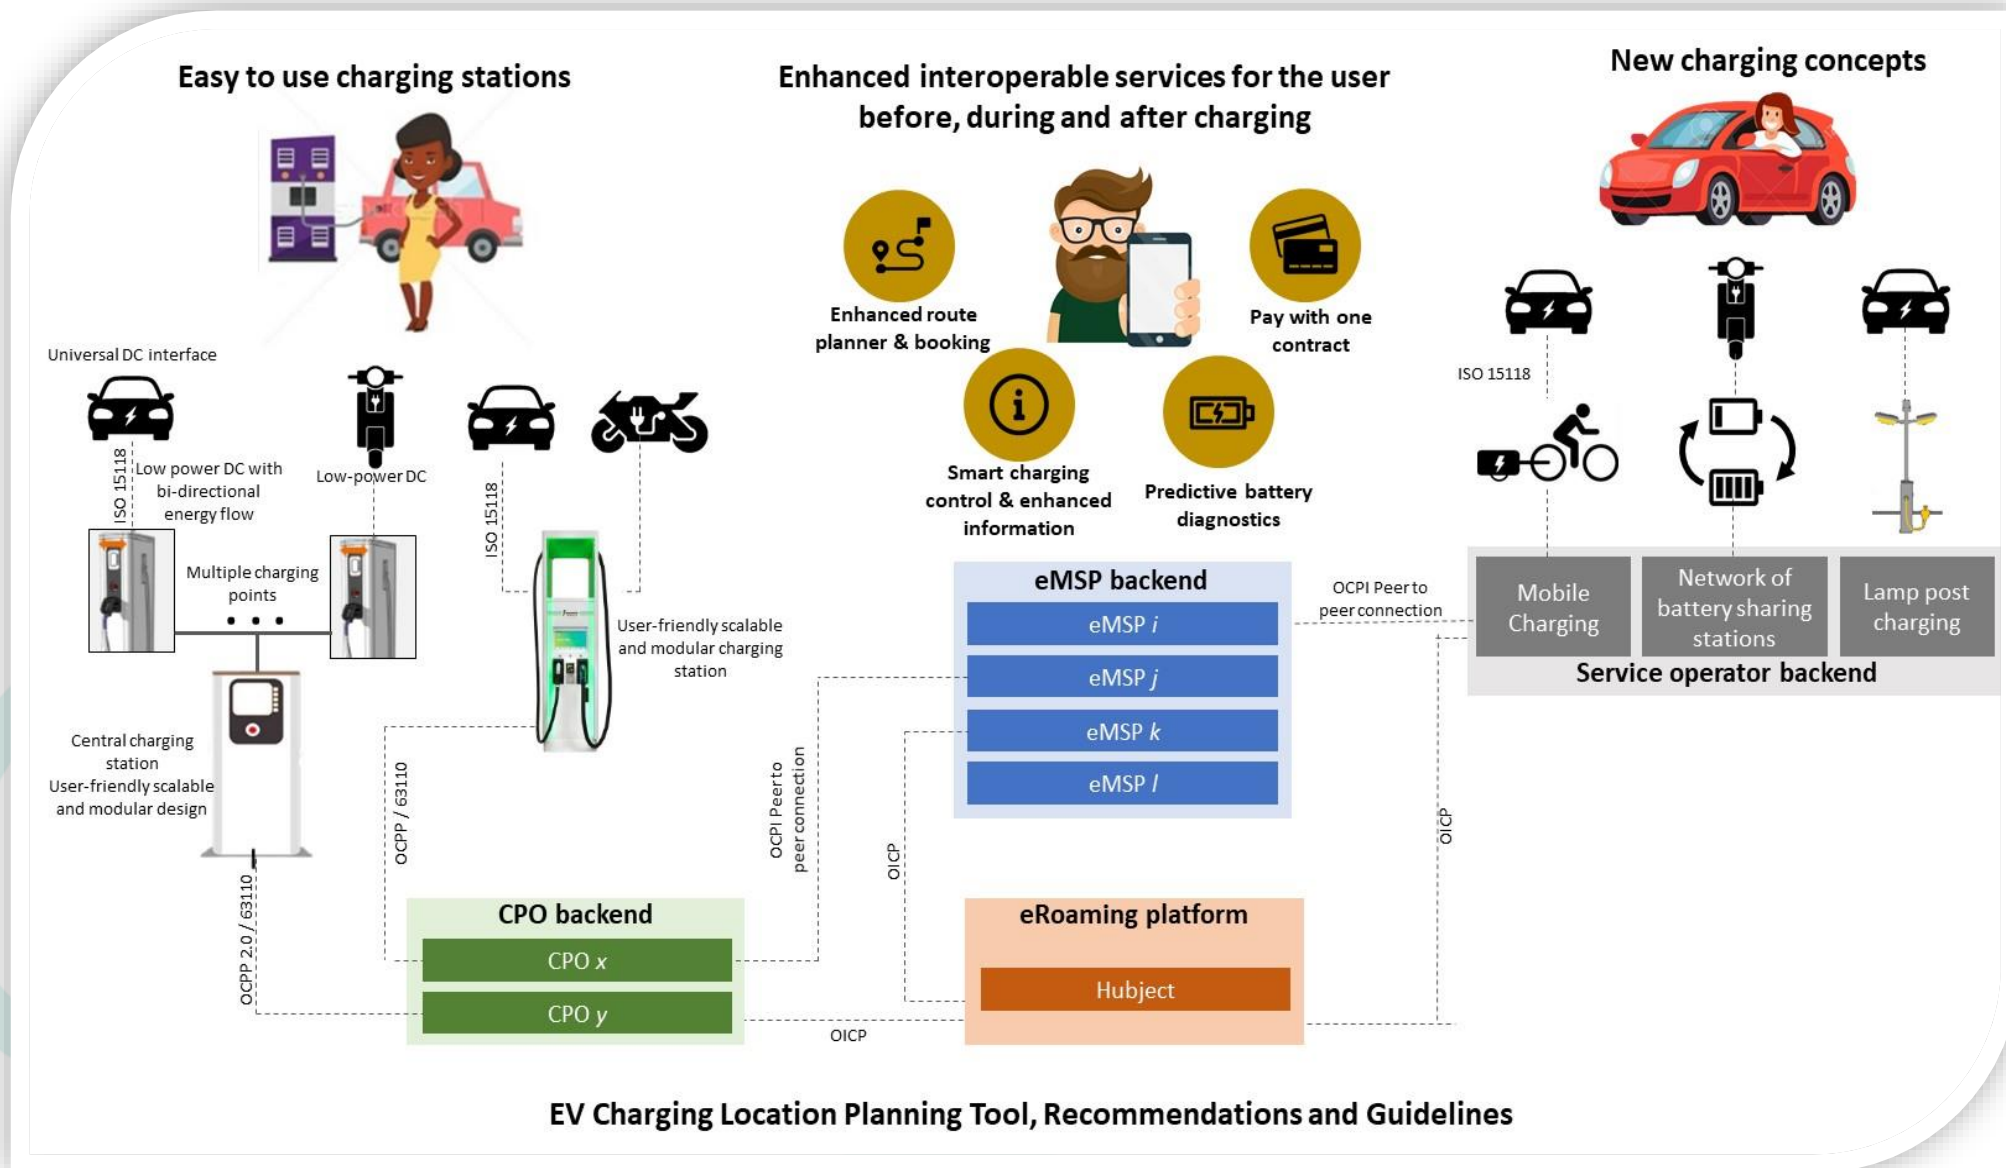 Easy to use charging stations
Enhanced interoperable services for the user
before, during and after charging
New charging concepts
Enhanced route
planner & booking
Pay with one
contract
Smart charging
control & enhanced
information
Predictive battery
diagnostics
Universal DC interface
ISO 15118
Low power DC with
bi-directional
energy flow
Low-power DC
ISO 15118
ISO 15118
Multiple charging
points
User-friendly scalable
and modular charging
station
Central charging
station
User-friendly scalable
and modular design
OCPP / 63110
OCPP 2.0 / 63110
OCPI Peer to
peer connection
OICP
eMSP backend
eMSP i
eMSP j
eMSP k
eMSP l
OCPI Peer to
peer connection
Mobile
Charging
Network of
battery sharing
stations
Lamp post
charging
Service operator backend
OICP
CPO backend
CPO x
CPO y
OICP
eRoaming platform
Hubject
EV Charging Location Planning Tool, Recommendations and Guidelines